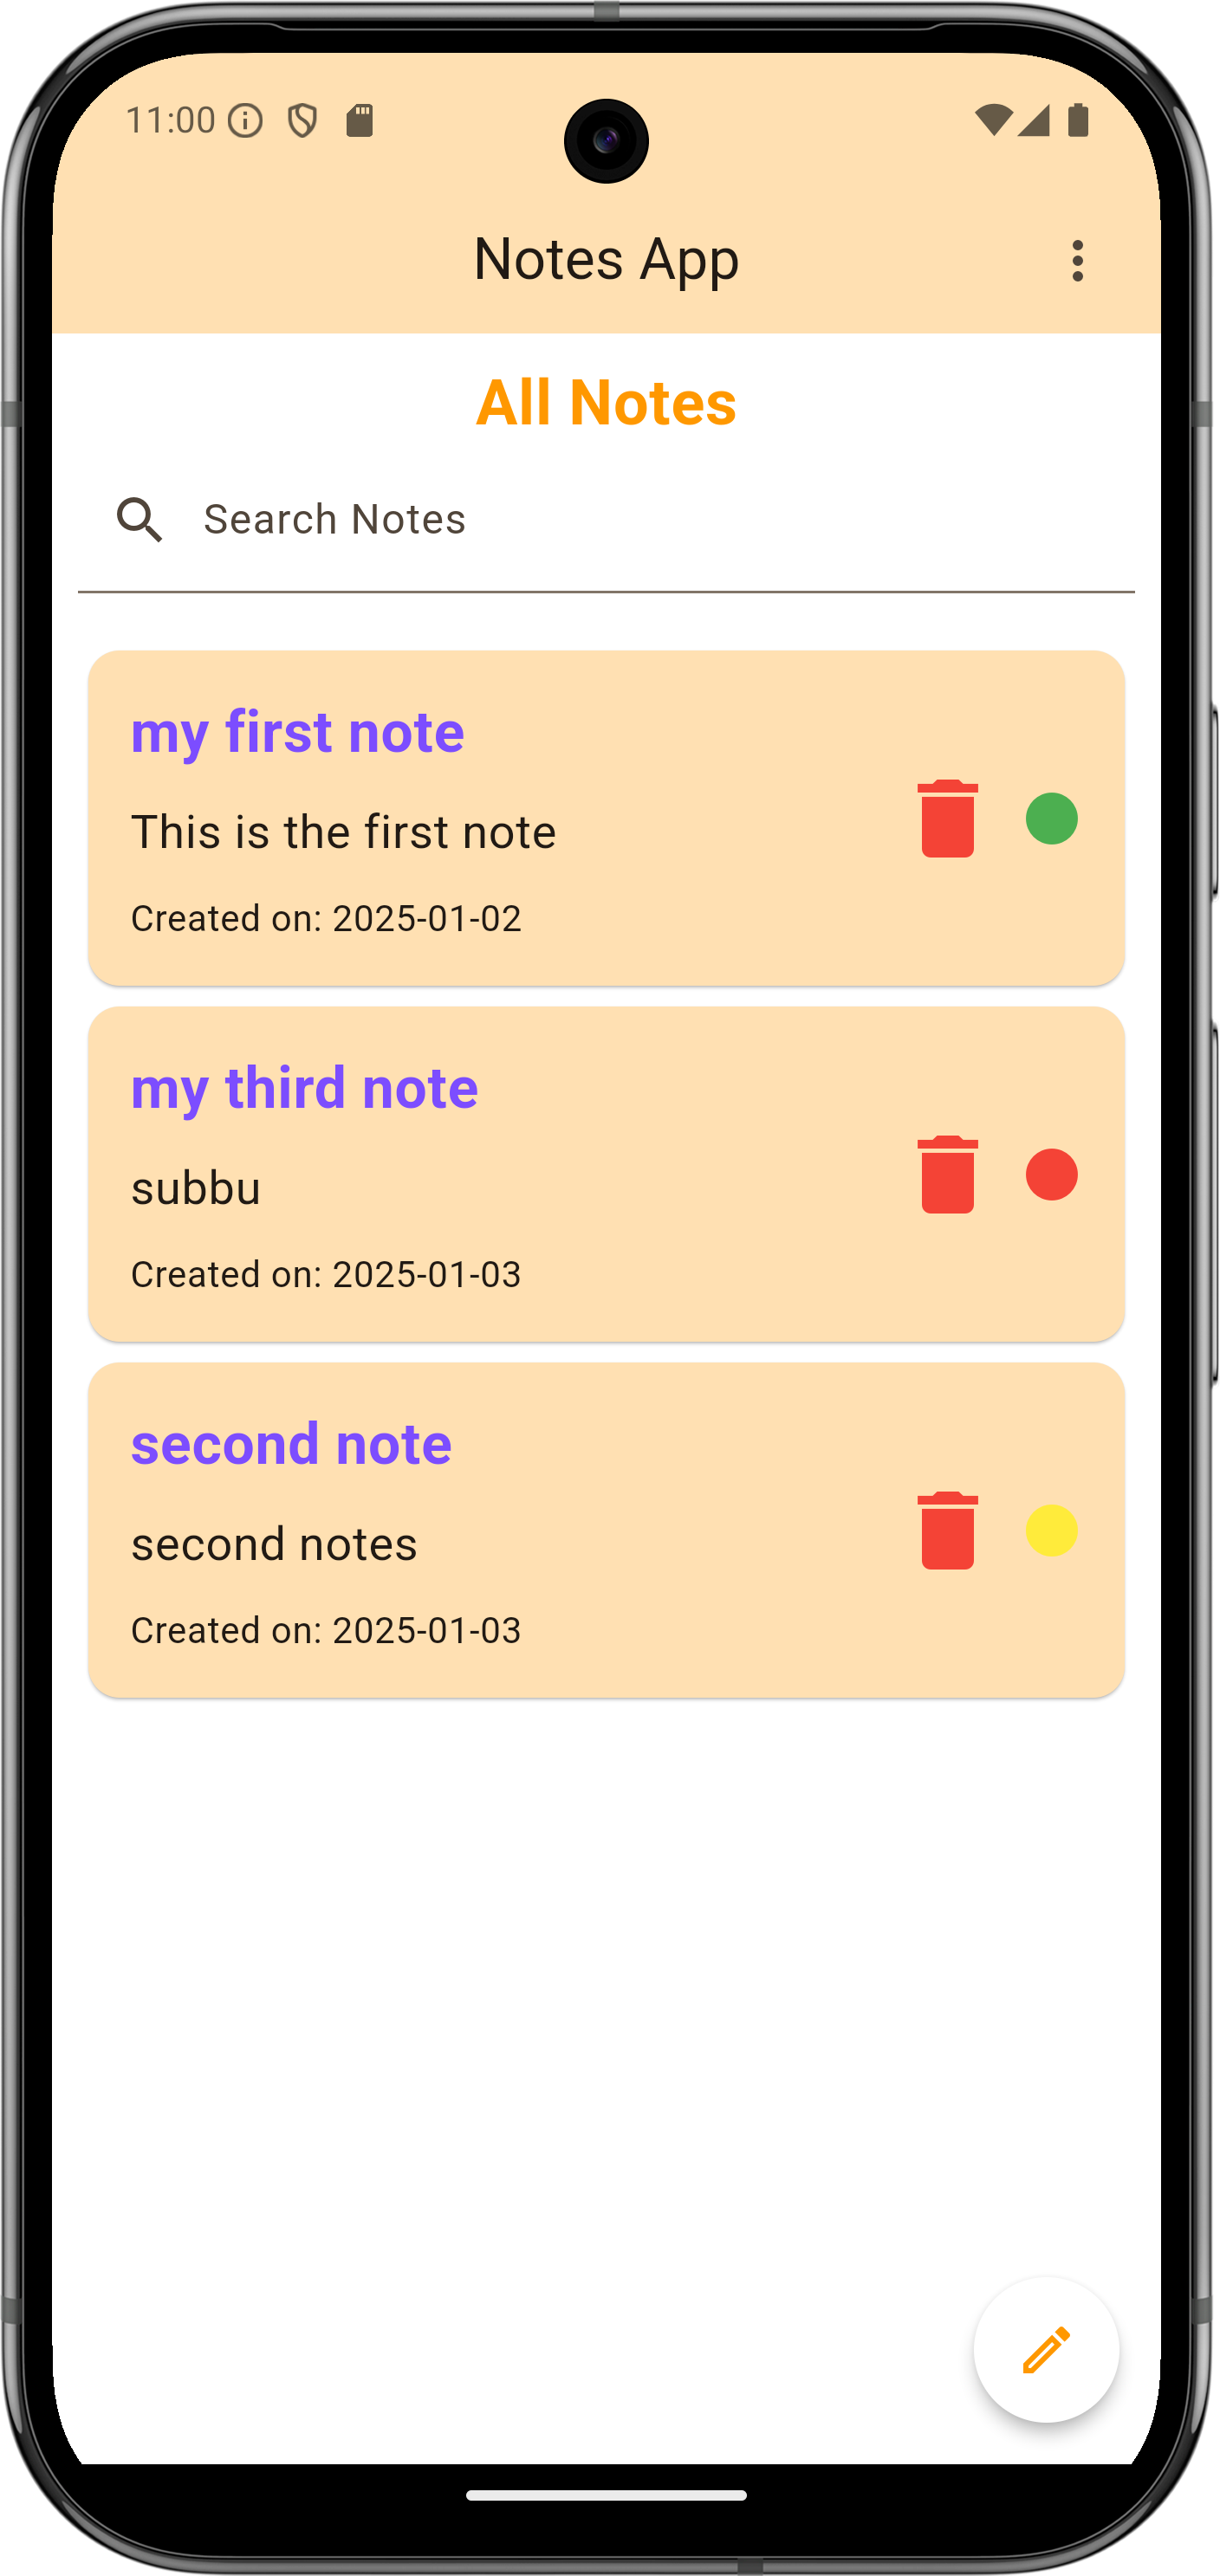 11:00
Notes App
All Notes
Search Notes
my first note
This is the first note
Created on: 2025-01-02
my third note
subbu
Created on: 2025-01-03
second note
second notes
Created on: 2025-01-03